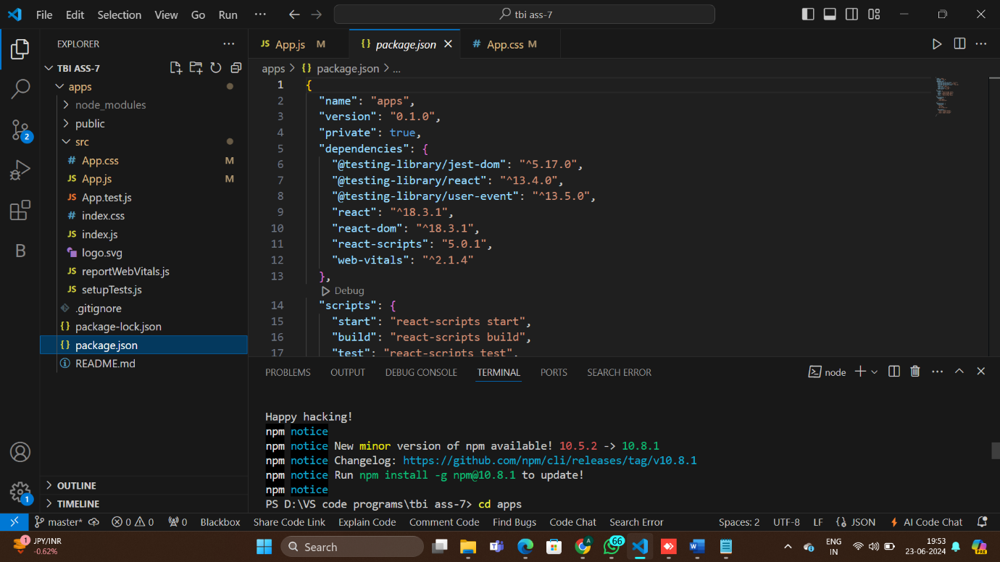 File Edit Selection View Go Run ··· tbi ass-7
EXPLORER
TBI ASS-7
apps
node_modules
public
src
# App.css M
JS App.js M
JS App.test.js
# index.css
JS index.js
logo.svg
JS reportWebVitals.js
JS setupTests.js
.gitignore
{} package-lock.json
{} package.json
README.md
OUTLINE
TIMELINE
B
2
1
JS App.js M {} package.json # App.css M
apps > {} package.json > ...
1 {
2 "name": "apps",
3 "version": "0.1.0",
4 "private": true,
5 "dependencies": {
6 "@testing-library/jest-dom": "^5.17.0",
7 "@testing-library/react": "^13.4.0",
8 "@testing-library/user-event": "^13.5.0",
9 "react": "^18.3.1",
10 "react-dom": "^18.3.1",
11 "react-scripts": "5.0.1",
12 "web-vitals": "^2.1.4"
13 },
Debug
14 "scripts": {
15 "start": "react-scripts start",
16 "build": "react-scripts build",
17 "test": "react-scripts test",
PROBLEMS OUTPUT DEBUG CONSOLE TERMINAL PORTS SEARCH ERROR node
Happy hacking!
npm notice
npm notice New minor version of npm available! 10.5.2 -> 10.8.1
npm notice Changelog: https://github.com/npm/cli/releases/tag/v10.8.1
npm notice Run npm install -g npm@10.8.1 to update!
npm notice
PS D:\VS code programs\tbi ass-7> cd apps
master* 0 0 0 Blackbox Share Code Link Explain Code Comment Code Find Bugs Code Chat Search Error Spaces: 2 UTF-8 LF {} JSON AI Code Chat
1 JPY/INR
-0.62%
Search
A
66
ENG
IN
19:53
23-06-2024
PRE